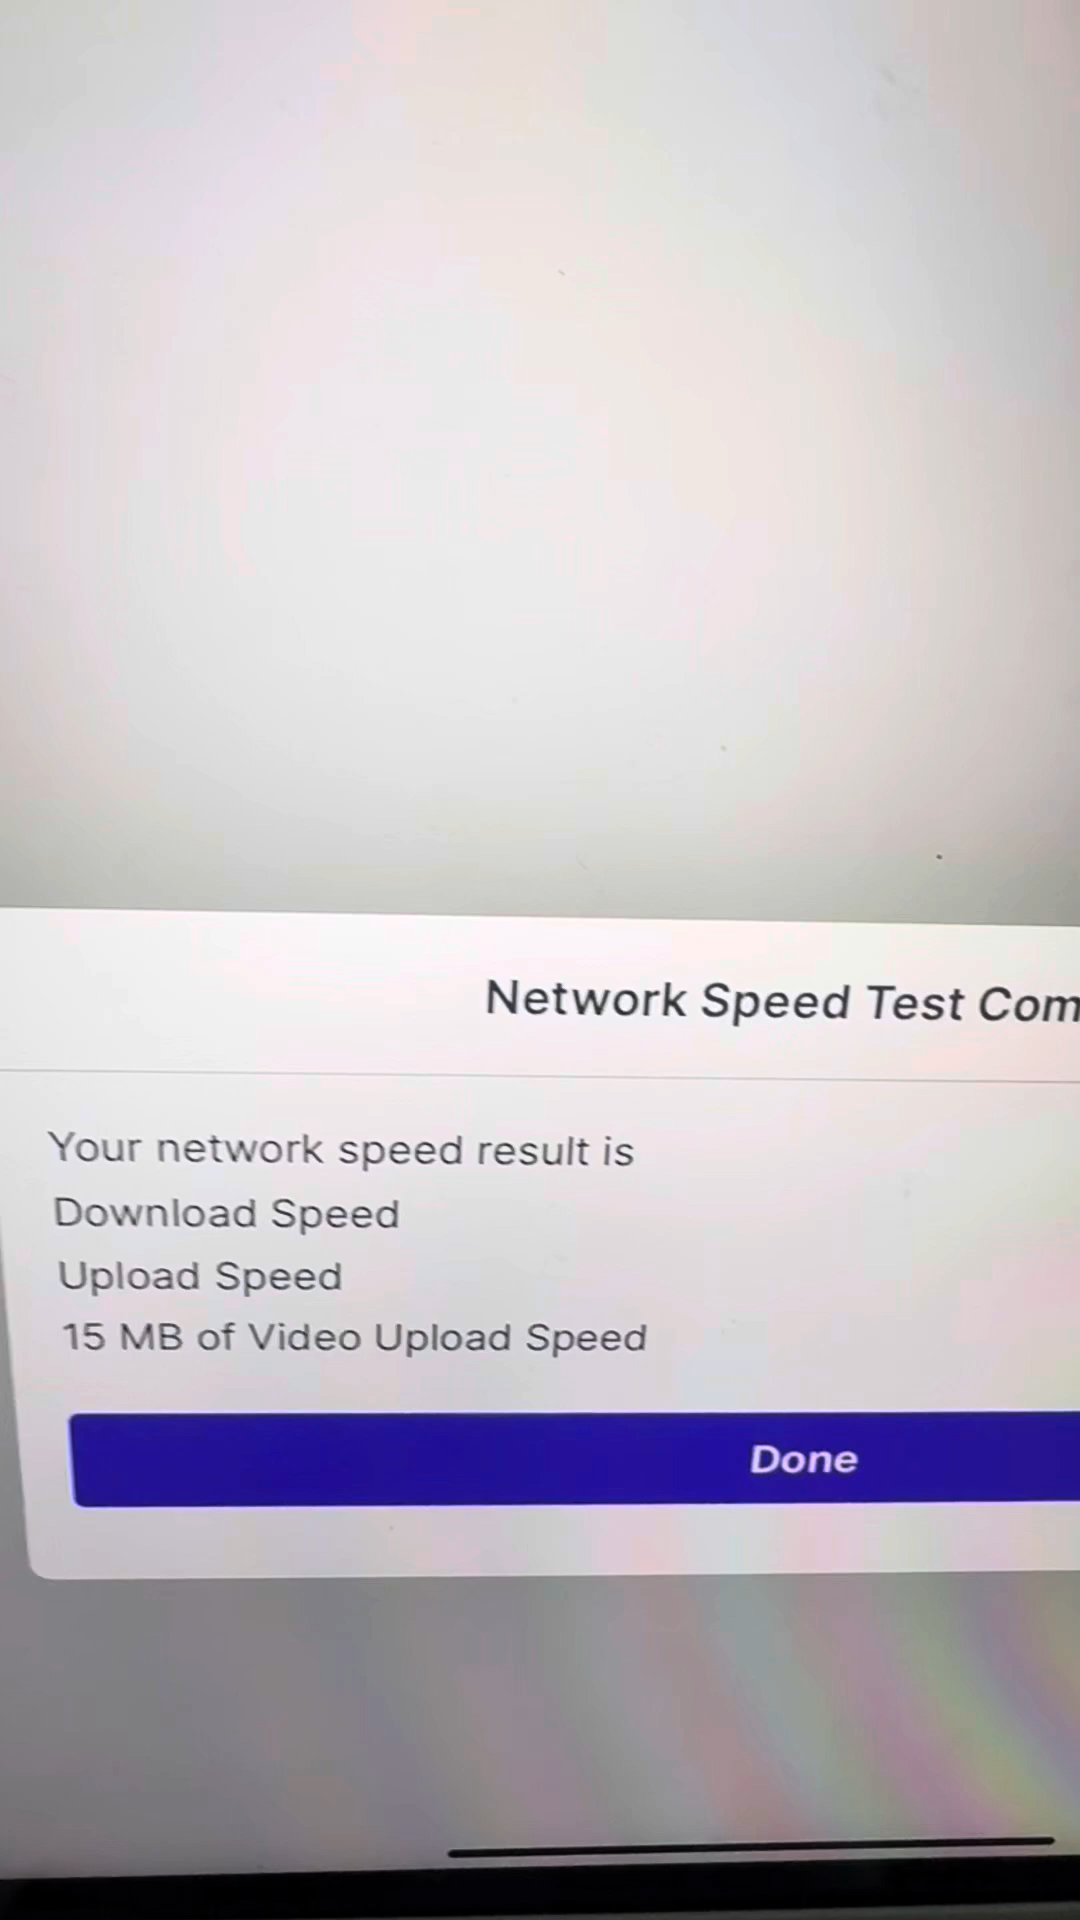 Network Speed Test Com
Your network speed result is
Download Speed
Upload Speed
15 MB of Video Upload Speed
Done